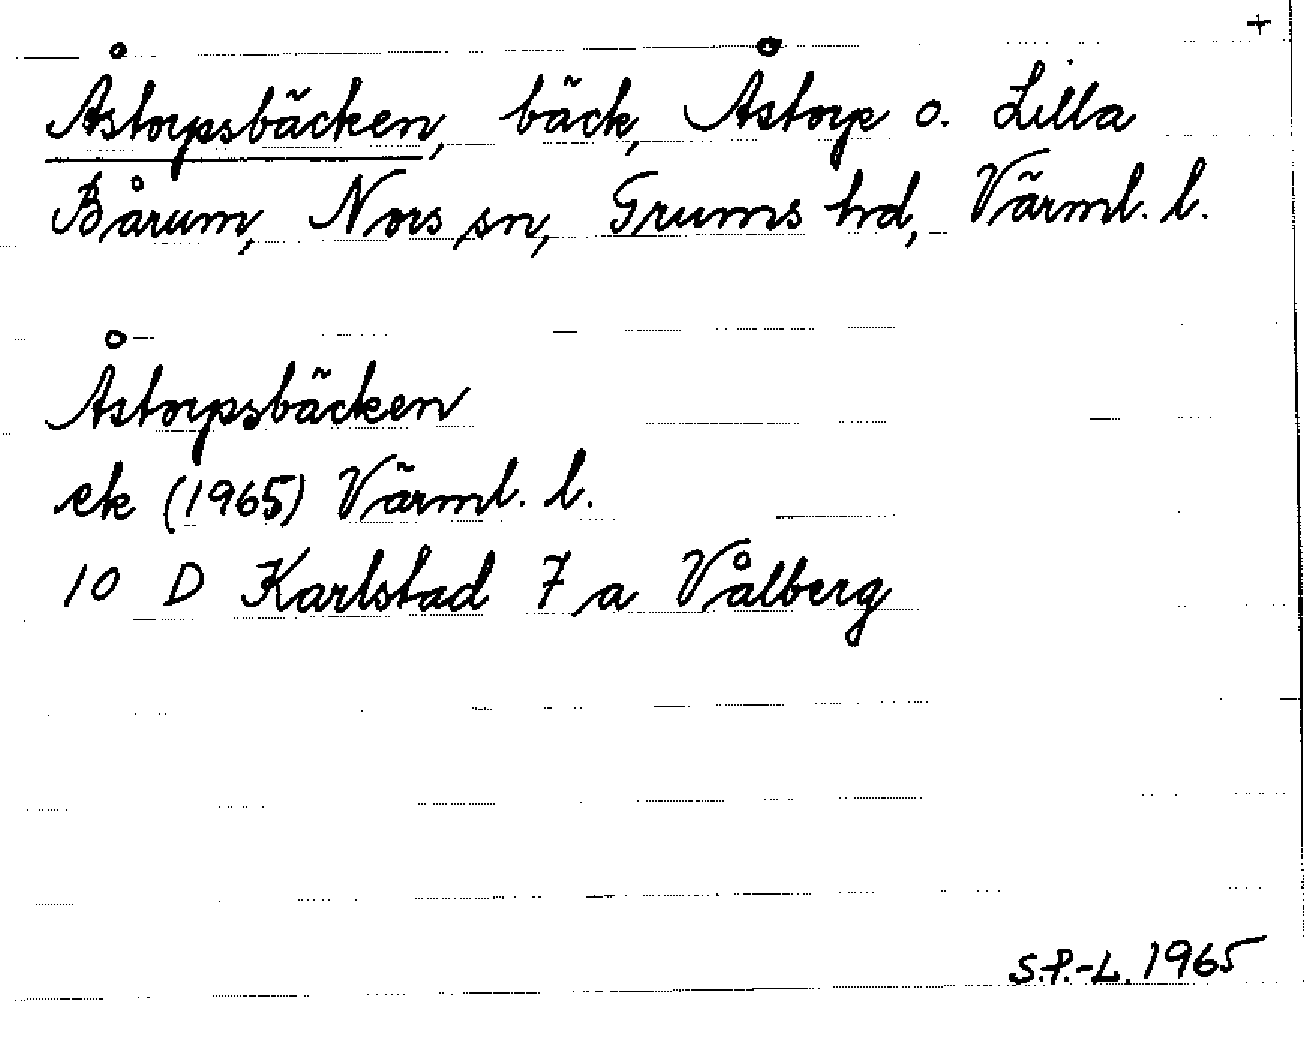 +
Åstorpsbäcken, bäck, Åstorp o. Lilla
Bårum, Nors sn, Grums hd, Värml. l.
Åstorpsbäcken
ek (1965) Värml. l.
10 D Karlstad 7 a Vålberg
S.P.-L. 1965